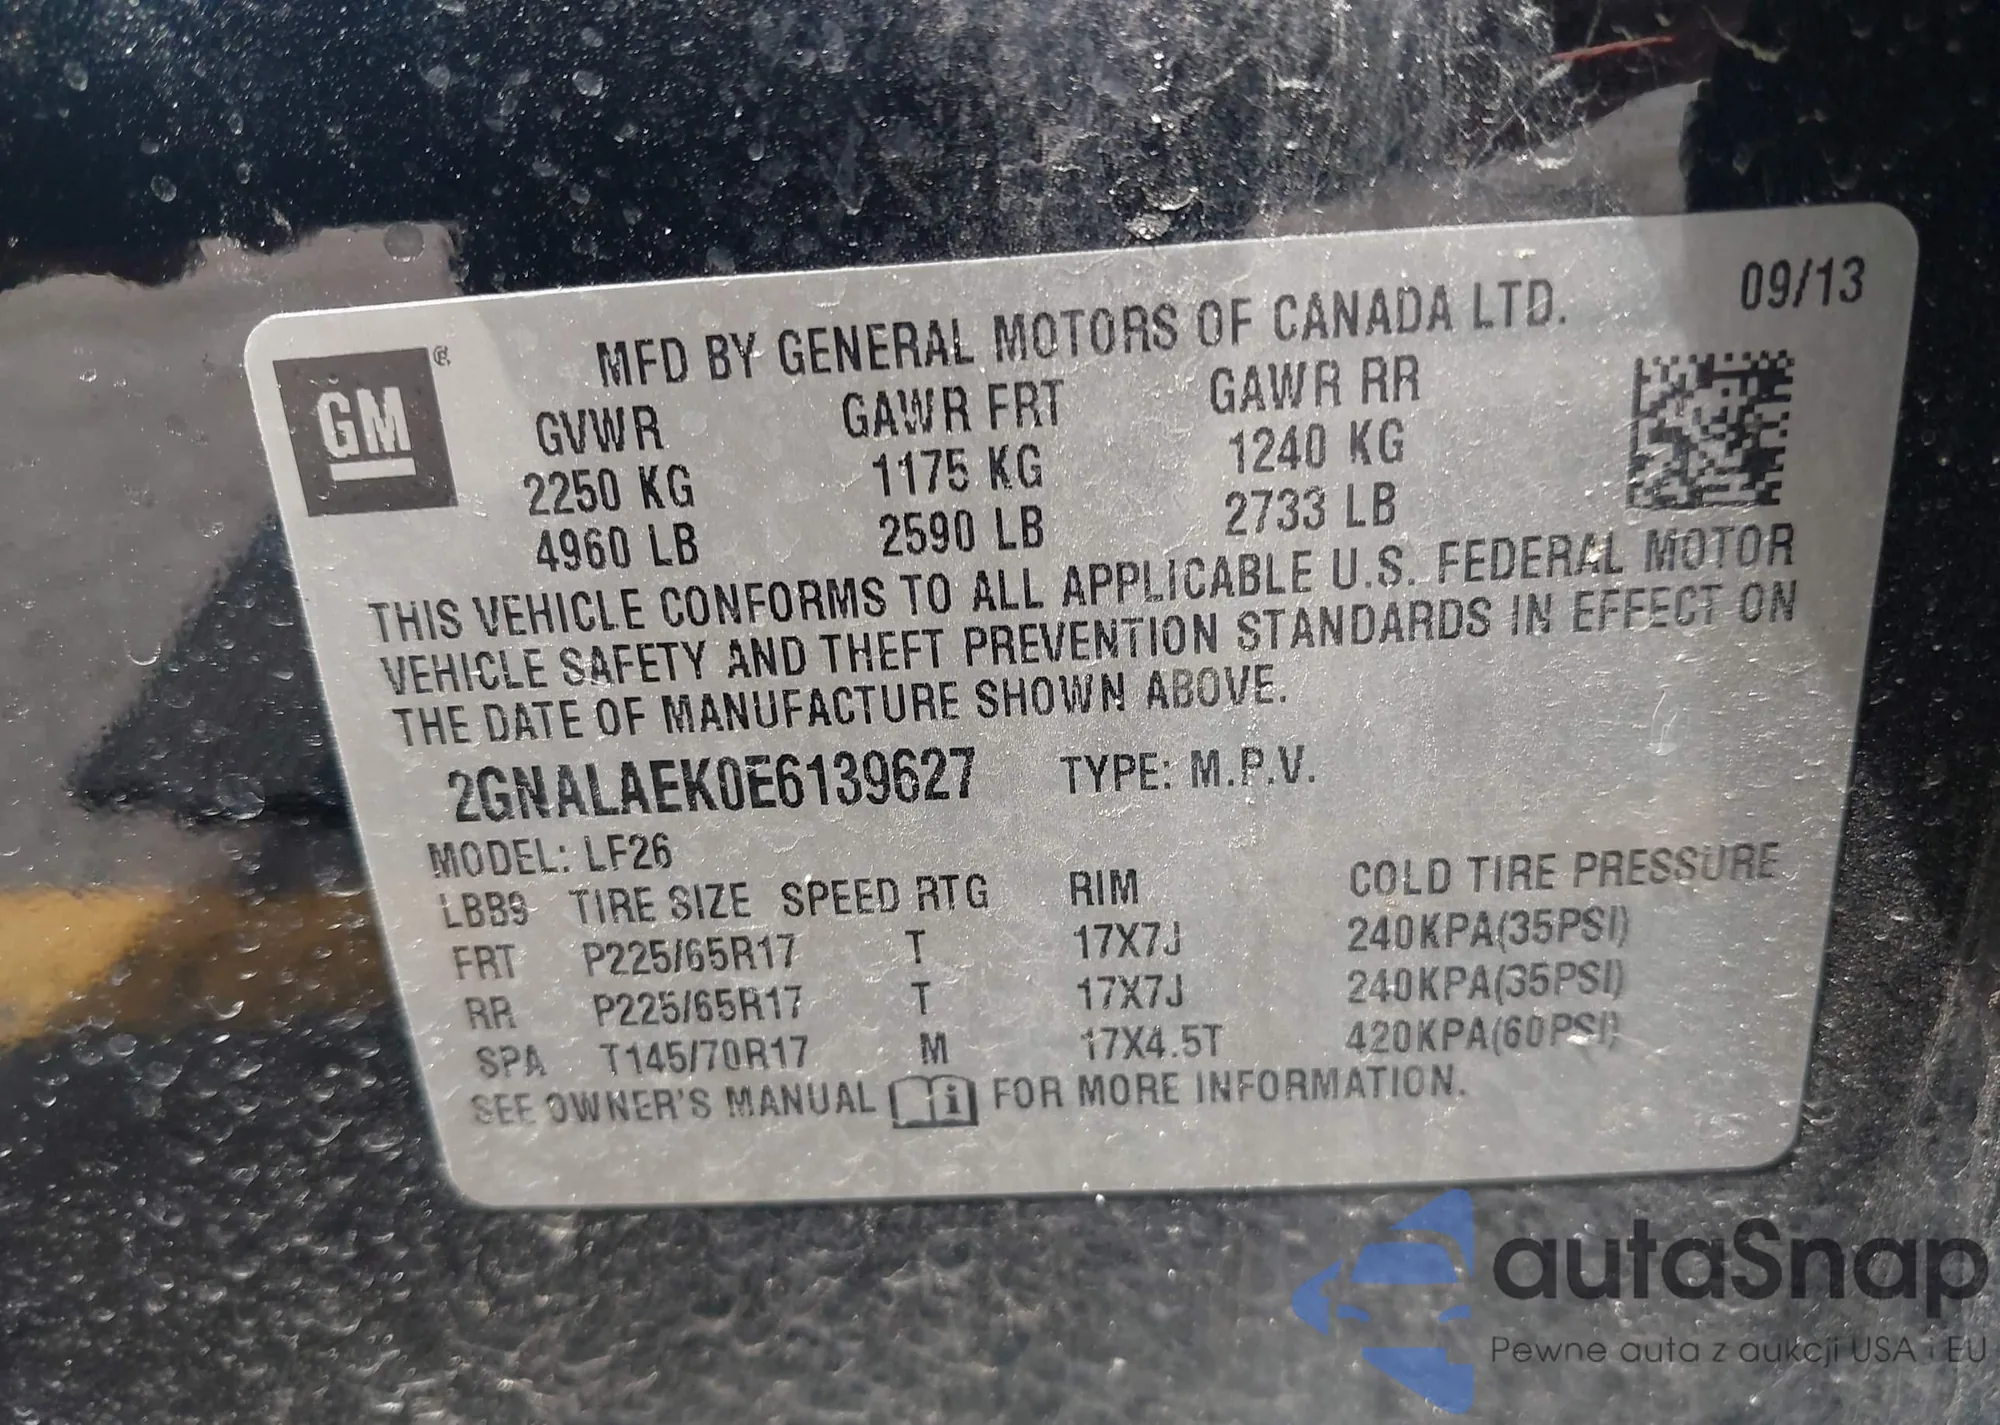 09/13
GM ®
MFD BY GENERAL MOTORS OF CANADA LTD.
GVWR GAWR FRT GAWR RR
2250 KG 1175 KG 1240 KG
4960 LB 2590 LB 2733 LB
THIS VEHICLE CONFORMS TO ALL APPLICABLE U.S. FEDERAL MOTOR
VEHICLE SAFETY AND THEFT PREVENTION STANDARDS IN EFFECT ON
THE DATE OF MANUFACTURE SHOWN ABOVE.
2GNALAEK0E6139627 TYPE: M.P.V.
MODEL: LF26
LBB9 TIRE SIZE SPEED RTG RIM COLD TIRE PRESSURE
FRT P225/65R17 T 17X7J 240KPA(35PSI)
RR P225/65R17 T 17X7J 240KPA(35PSI)
SPA T145/70R17 M 17X4.5T 420KPA(60PSI)
SEE OWNER'S MANUAL i FOR MORE INFORMATION.
autaSnap
Pewne auta z aukcji USA i EU